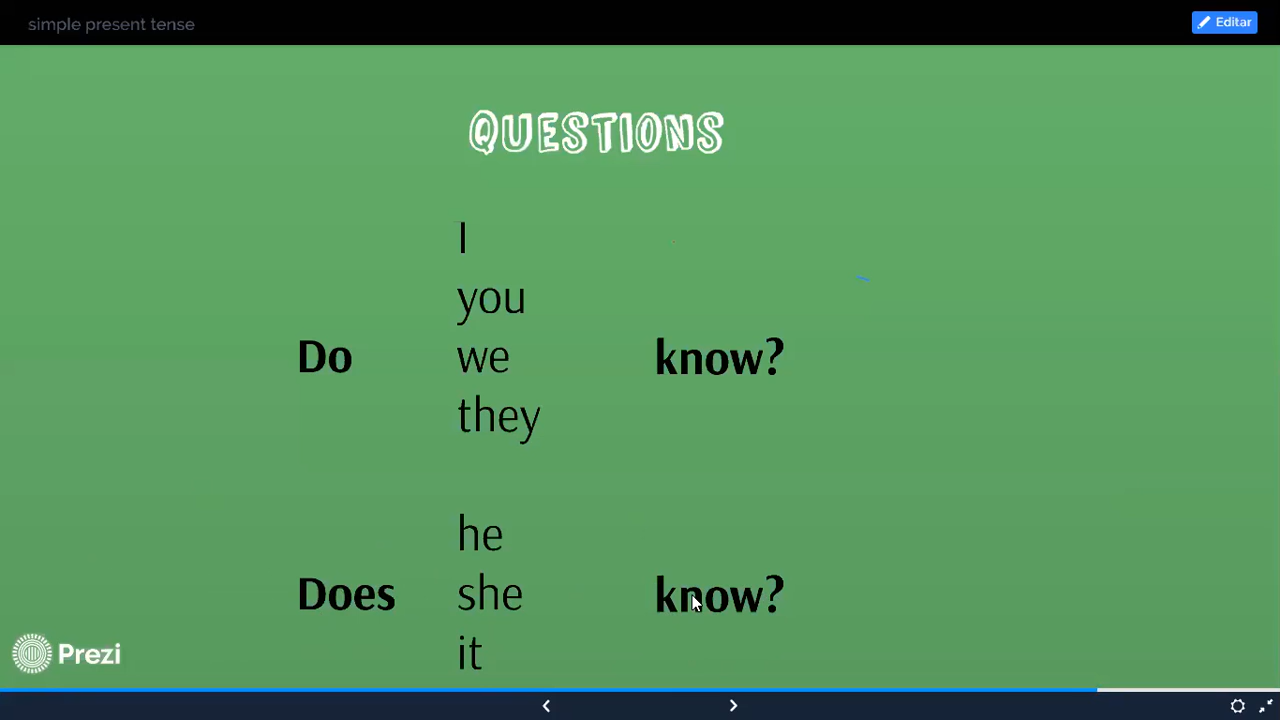 simple present tense
Editar
QUESTIONS
I
you
Do we know?
they
he
Does she know?
it
Prezi